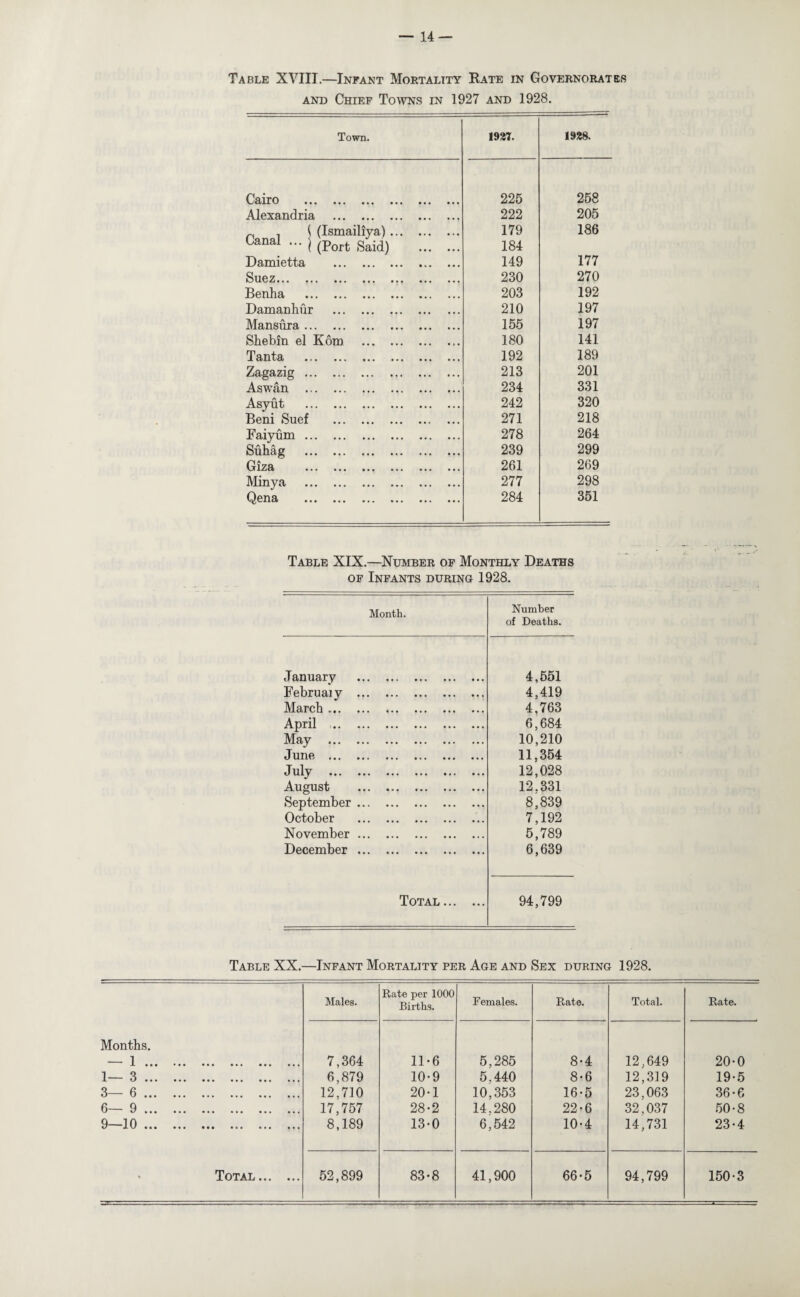 — 14 —
Table XVIII.—Infant Mortality Rate in Governorates
and Chief Towns in 1927 and 1928.
Town. 1927. 1928.
Cairo ... ... ... ... ... ... 225 258
Alexandria ... ... ... ... ... 222 205
Canal ... { (Ismailîya) ... ... ... 179 186
{ (Port Said) ... ... 184
Damietta ... ... ... ... ... 149 177
Suez... ... ... ... ... ... ... 230 270
Benha ... ... ... ... ... ... 203 192
Damanhûr ... ... ... ... ... 210 197
Mansûra ... ... ... ... ... ... 155 197
Shebîn el Kôm ... ... ... ... 180 141
Tanta ... ... ... ... ... ... 192 189
Zagazig ... ... ... ... ... ... 213 201
Aswân ... ... ... ... ... ... 234 331
Asyût ... ... ... ... ... ... 242 320
Beni Suef ... ... ... ... ... 271 218
Faiyûm ... ... ... ... ... ... 278 264
Sûhâg ... ... ... ... ... ... 239 299
Gîza ... ... ... ... ... ... 261 269
Minya ... ... ... ... ... ... 277 298
Qena ... ... ... ... ... ... 284 351
Table XIX.—Number of Monthly Deaths
of Infants during 1928.
Month. Number of Deaths.
January ... ... ... ... ... 4,551
February ... ... ... ... ... 4,419
March ... ... ... ... ... ... 4,763
April ... ... ... ... ... ... 6,684
May ... ... ... ... ... ... 10,210
June ... ... ... ... ... ... 11,354
July ... ... ... ... ... ... 12,028
August ... ... ... ... ... 12,331
September ... ... ... ... ... 8,839
October ... ... ... ... ... 7,192
November ... ... ... ... ... 5,789
December ... ... ... ... ... 6,639
Total ... ... 94,799
Table XX.—Infant Mortality per Age and Sex during 1928.
Males. Rate per 1000 Births. Females. Rate. Total. Rate.
Months.
— 1 ... ... ... ... ... ... 7,364 11·6 5,285 8·4 12,649 20·0
1— 3 ... ... ... ... ... ... 6,879 10·9 5,440 8·6 12,319 19·5
3— 6 ... ... ... ... ... ... 12,710 20·1 10,353 16·5 23,063 36·6
6— 9 ... ... ... ... ... ... 17,757 28·2 14,280 22·6 32,037 50·8
9—10 ... ... ... ... ... ... 8,189 13·0 6,542 10·4 14,731 23·4
Total ... ... 52,899 83·8 41,900 66·5 94,799 150·3